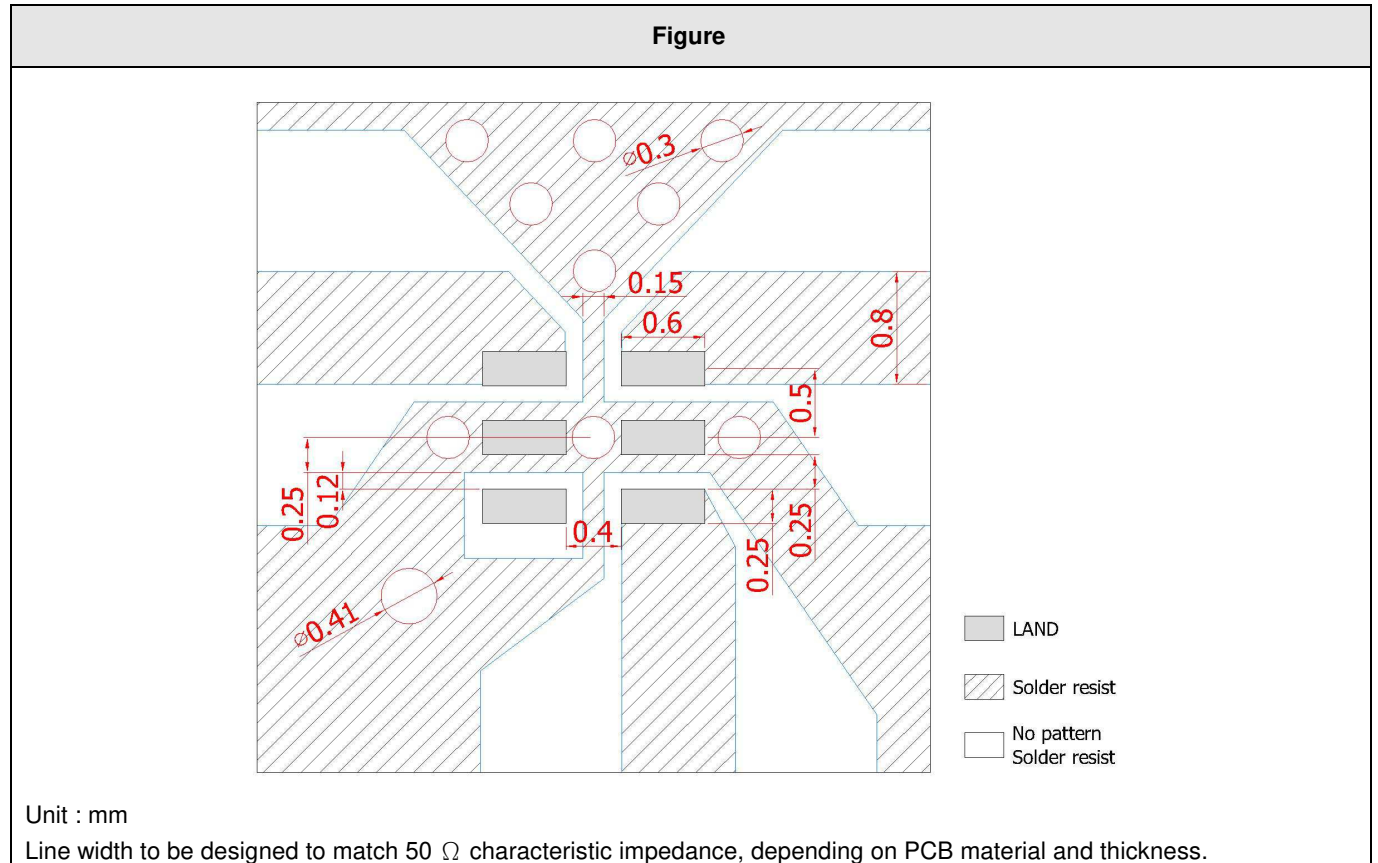 Figure
⌀0.3
0.15
0.6
0.8
0.5
0.25
0.12
0.4
0.25
0.25
⌀0.41
LAND
Solder resist
No pattern
Solder resist
Unit : mm
Line width to be designed to match 50 Ω characteristic impedance, depending on PCB material and thickness.